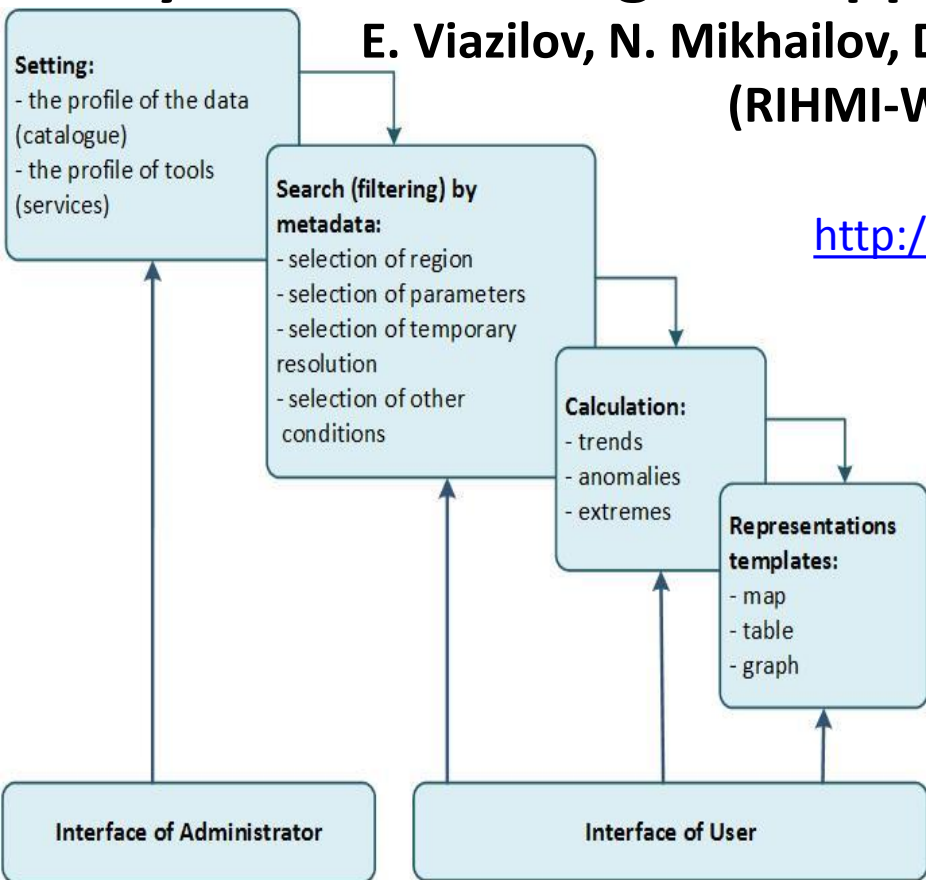 E. Viazilov, N. Mikhailov,
(RIHMI-W
http:/
Setting:
- the profile of the data
(catalogue)
- the profile of tools
(services)
Search (filtering) by
metadata:
- selection of region
- selection of parameters
- selection of temporary
resolution
- selection of other
conditions
Calculation:
- trends
- anomalies
- extremes
Representations
templates:
- map
- table
- graph
Interface of Administrator
Interface of User